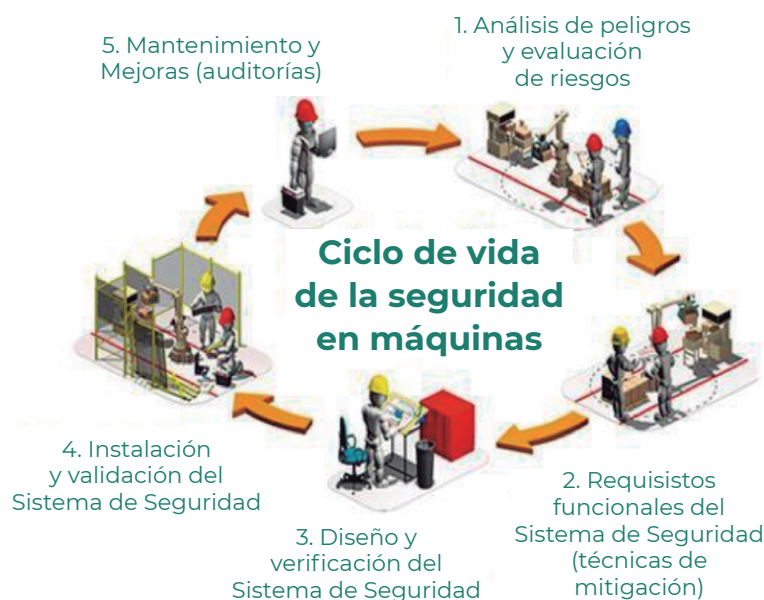 Ciclo de vida
de la seguridad
en máquinas
1. Análisis de peligros
y evaluación
de riesgos
2. Requisistos
funcionales del
Sistema de Seguridad
(técnicas de
mitigación)
3. Diseño y
verificación del
Sistema de Seguridad
4. Instalación
y validación del
Sistema de Seguridad
5. Mantenimiento y
Mejoras (auditorías)